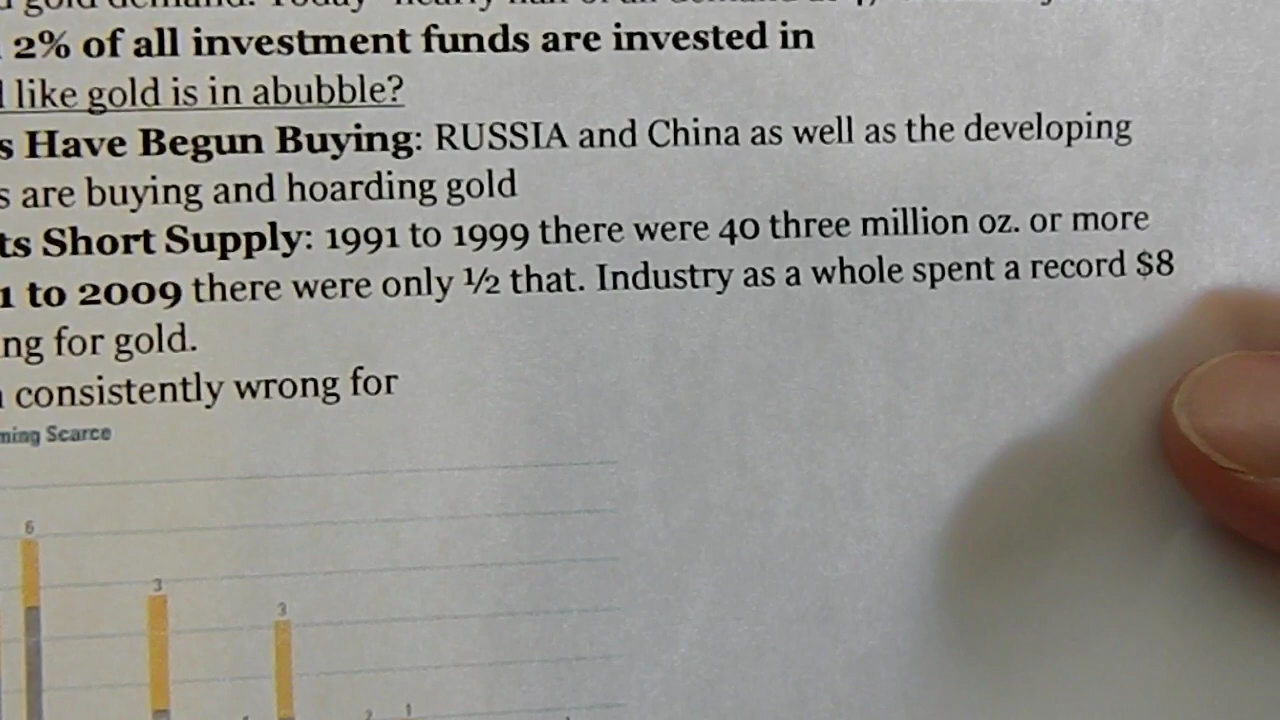 2% of all investment funds are invested in
like gold is in abubble?
s Have Begun Buying: RUSSIA and China as well as the developing
s are buying and hoarding gold
ts Short Supply: 1991 to 1999 there were 40 three million oz. or more
1 to 2009 there were only ½ that. Industry as a whole spent a record $8
ng for gold.
consistently wrong for
ming Scarce
6
3
3
2
1